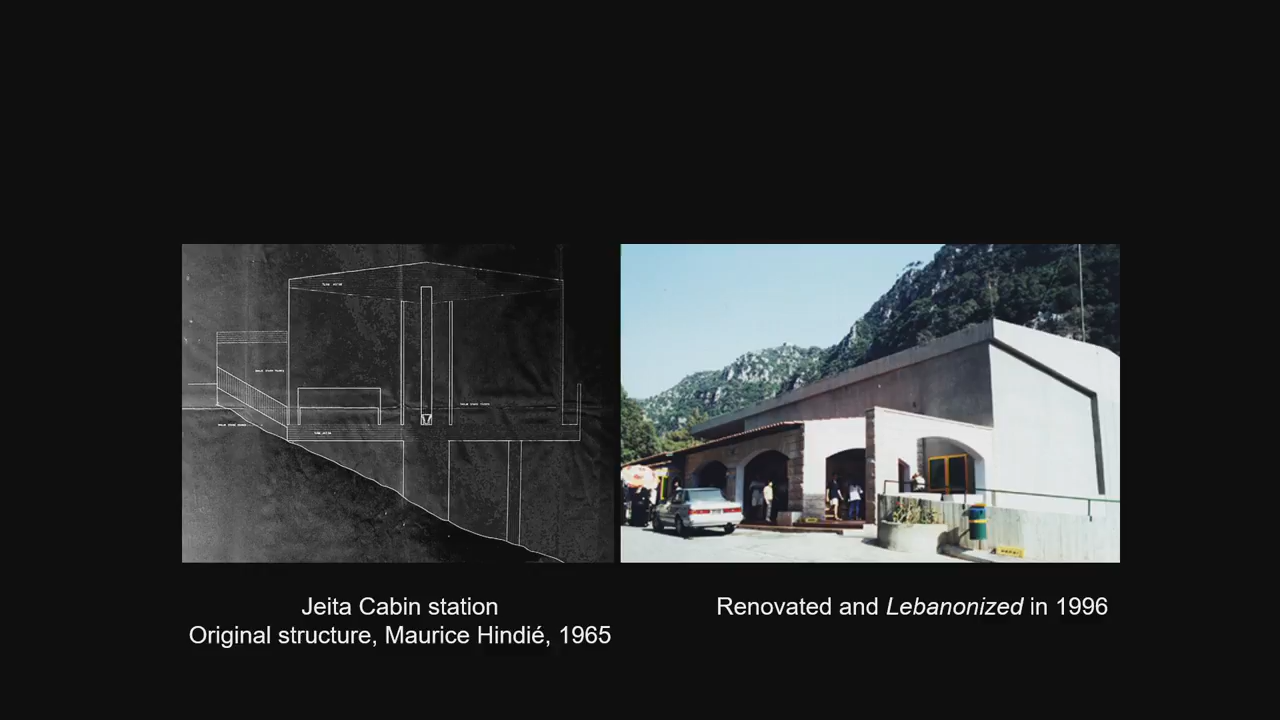 Jeita Cabin station
Original structure, Maurice Hindié, 1965
Renovated and Lebanonized in 1996